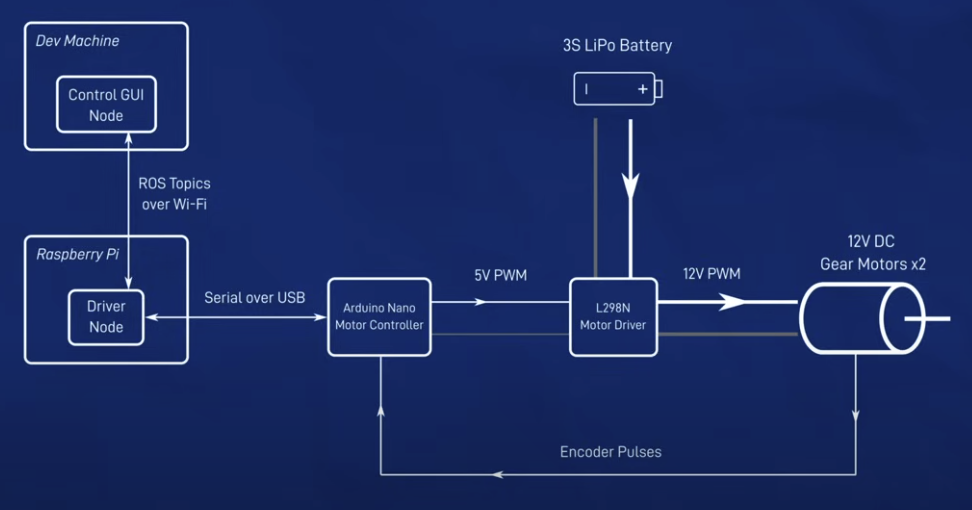 Dev Machine
Control GUI
Node
ROS Topics
over Wi-Fi
Raspberry Pi
Driver
Node
Serial over USB
Arduino Nano
Motor Controller
5V PWM
3S LiPo Battery
L298N
Motor Driver
12V PWM
12V DC
Gear Motors x2
Encoder Pulses